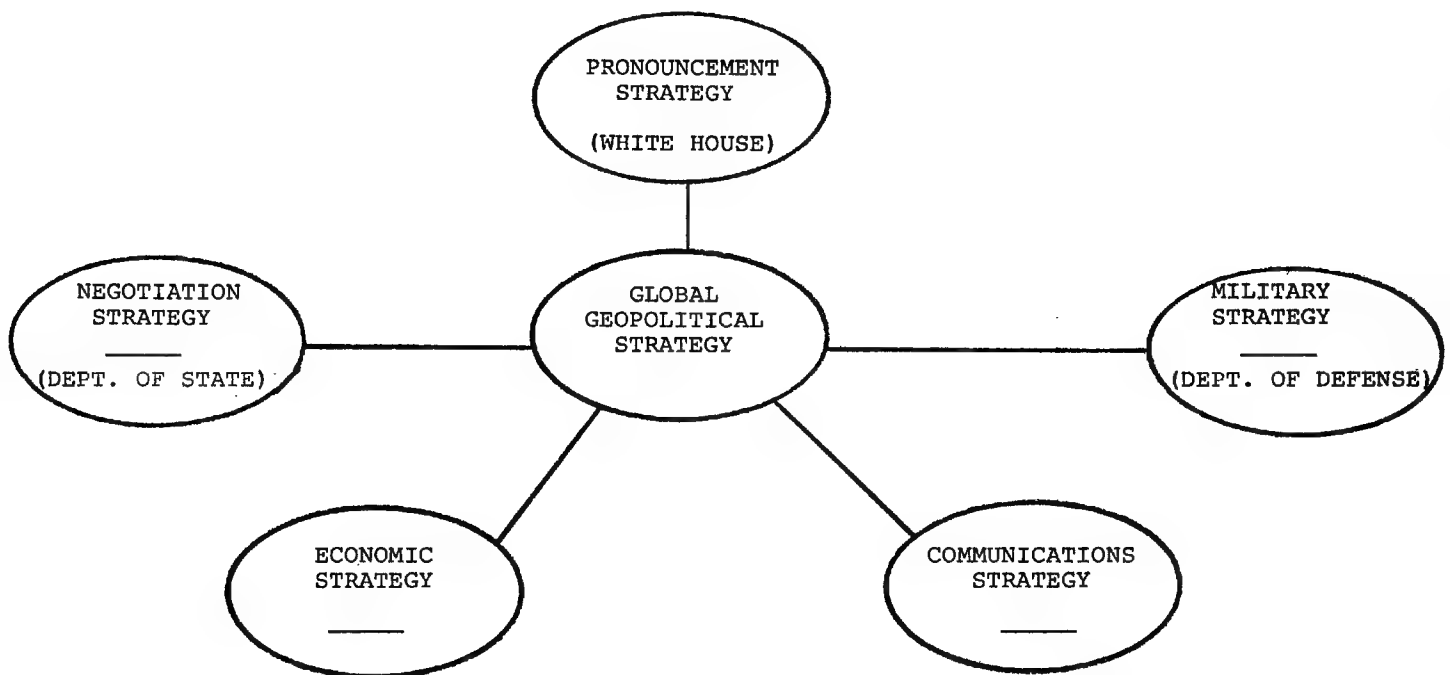 PRONOUNCEMENT
STRATEGY
(WHITE HOUSE)
NEGOTIATION
STRATEGY
(DEPT. OF STATE)
GLOBAL
GEOPOLITICAL
STRATEGY
MILITARY
STRATEGY
(DEPT. OF DEFENSE)
ECONOMIC
STRATEGY
COMMUNICATIONS
STRATEGY